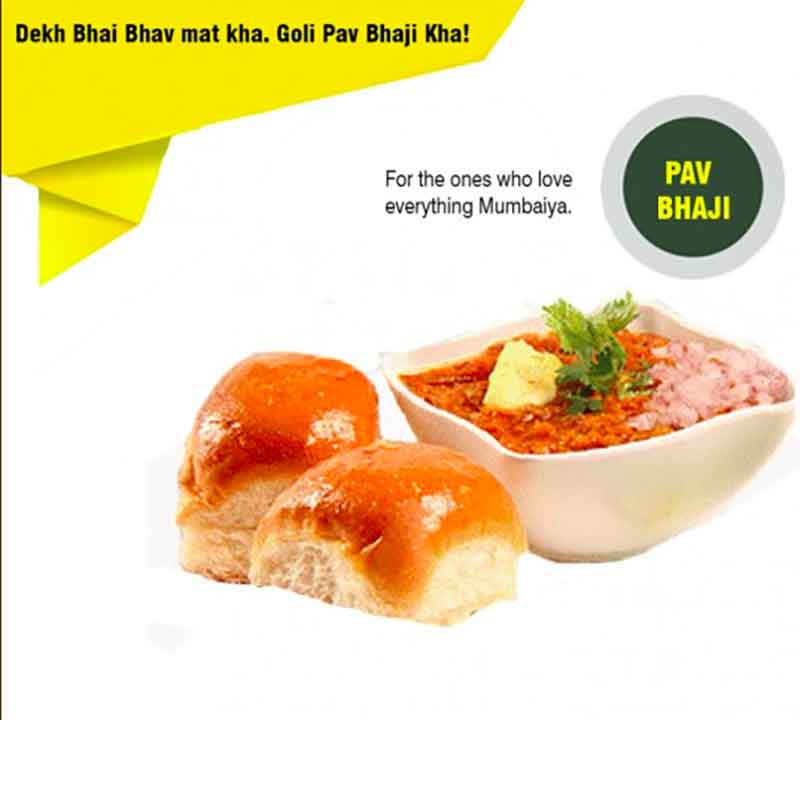 Dekh Bhai Bhav mat kha. Goli Pav Bhaji Kha!
For the ones who love
everything Mumbaiya.
PAV
BHAJI